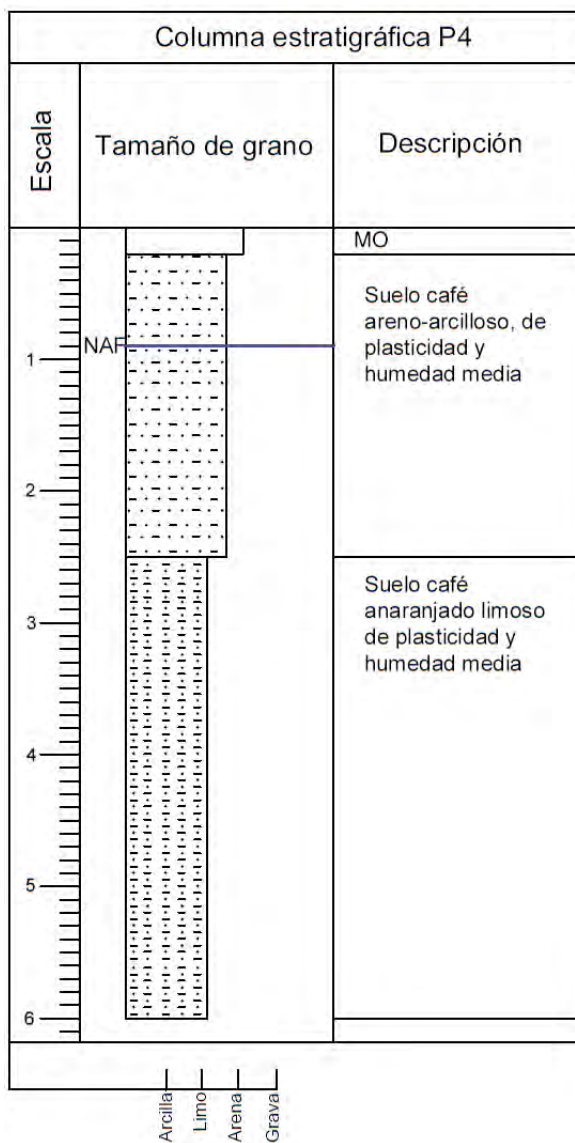 Columna estratigráfica P4
Escala
Tamaño de grano
Descripción
MO
Suelo café
areno-arcilloso, de
plasticidad y
humedad media
NAF
1
2
Suelo café
anaranjado limoso
de plasticidad y
humedad media
3
4
5
6
Arcilla
Limo
Arena
Grava